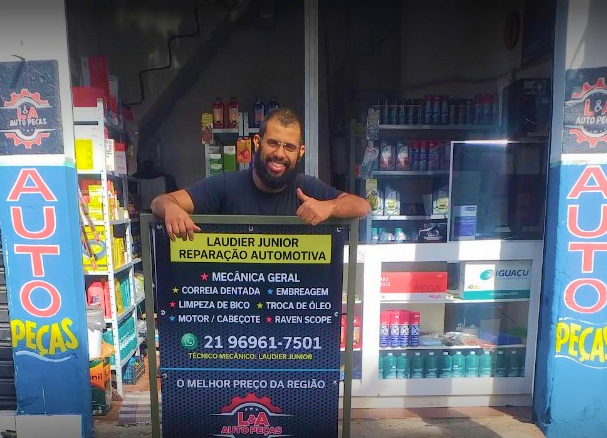 L&A
AUTO PEÇAS
AUTO
PEÇAS
LAUDIER JUNIOR
REPARAÇÃO AUTOMOTIVA
★ MECÂNICA GERAL
★ CORREIA DENTADA ★ EMBREAGEM
★ LIMPEZA DE BICO ★ TROCA DE ÓLEO
★ MOTOR / CABEÇOTE ★ RAVEN SCOPE
21 96961-7501
TÉCNICO MECÂNICO: LAUDIER JUNIOR
O MELHOR PREÇO DA REGIÃO
L&A
AUTO PEÇAS
IGUAÇU
L&A
AUTO PEÇAS
AUTO
PEÇAS